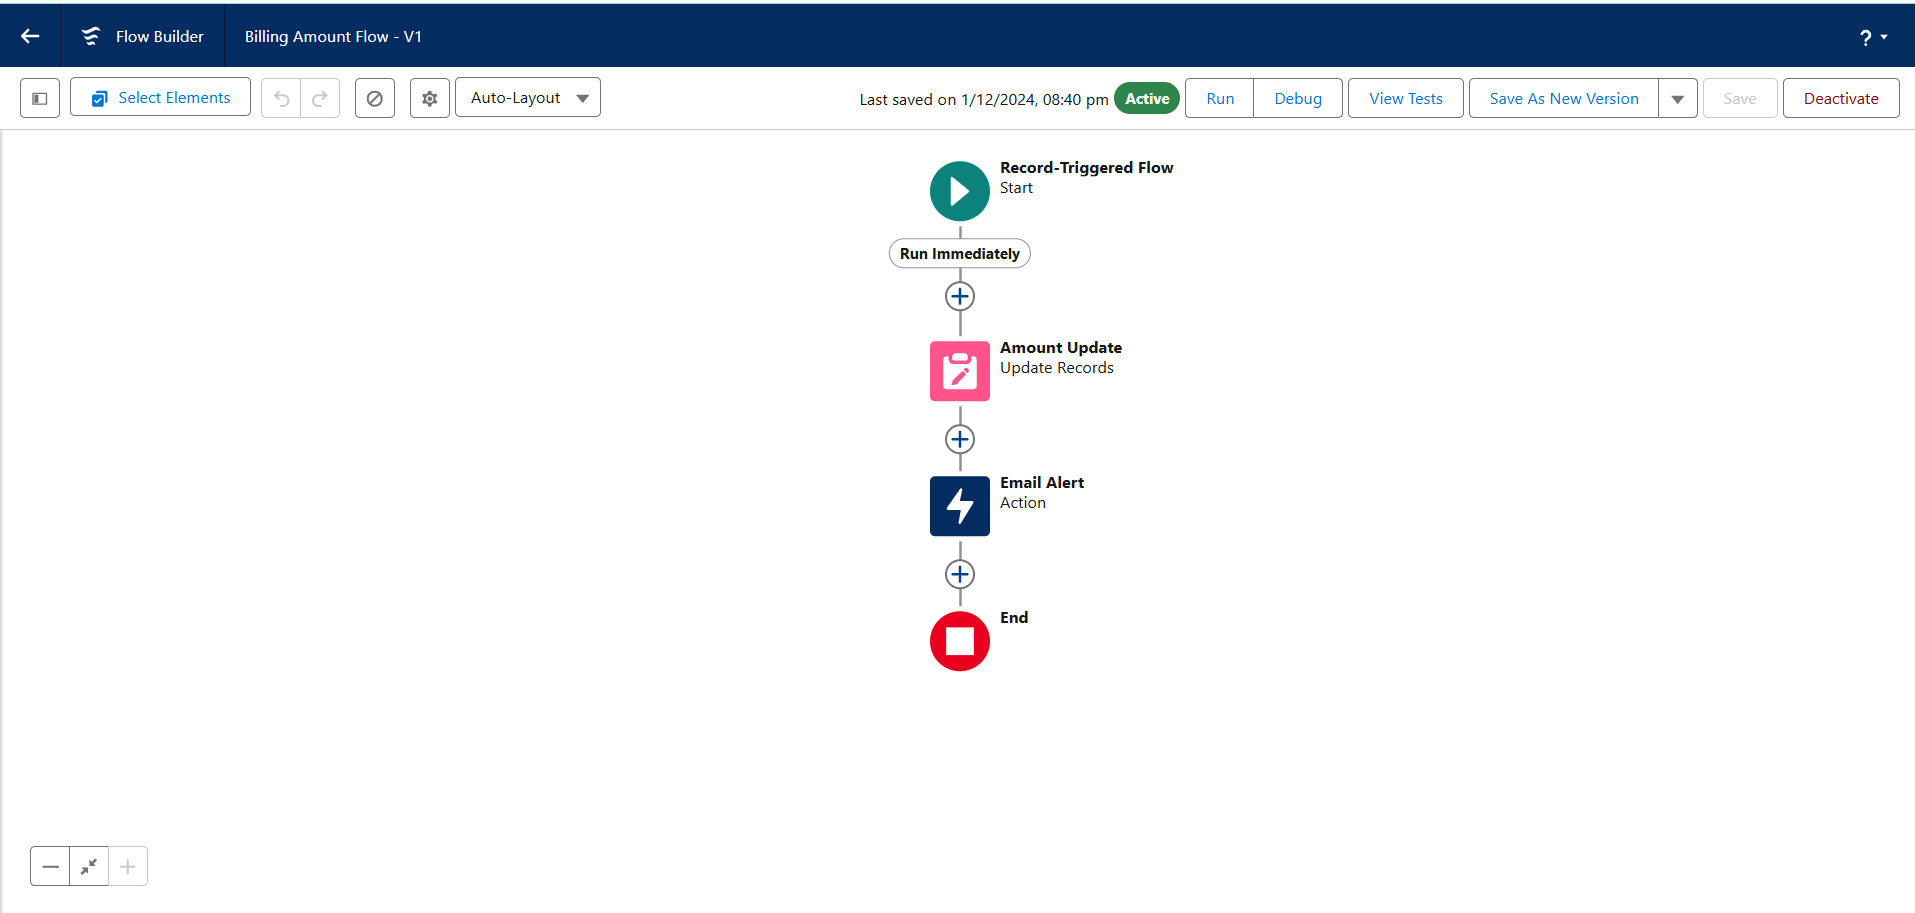 Flow Builder
Billing Amount Flow - V1
?
Select Elements
Auto-Layout
Last saved on 1/12/2024, 08:40 pm
Active
Run
Debug
View Tests
Save As New Version
Save
Deactivate
Record-Triggered Flow
Start
Run Immediately
Amount Update
Update Records
Email Alert
Action
End